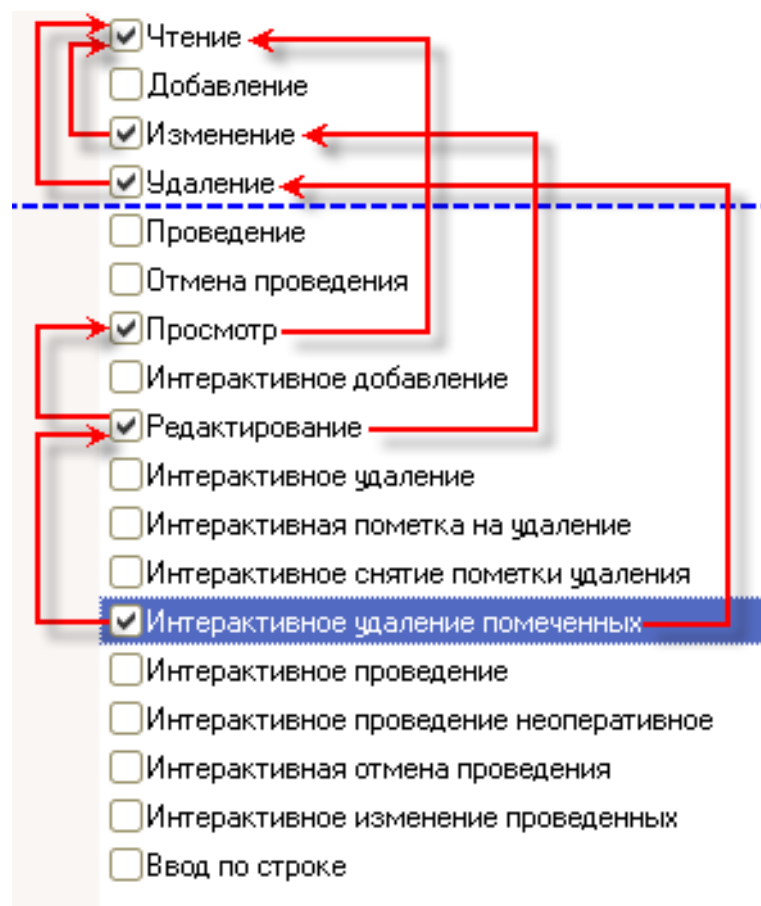 Чтение
Добавление
Изменение
Удаление
Проведение
Отмена проведения
Просмотр
Интерактивное добавление
Редактирование
Интерактивное удаление
Интерактивная пометка на удаление
Интерактивное снятие пометки удаления
Интерактивное удаление помеченных
Интерактивное проведение
Интерактивное проведение неоперативное
Интерактивная отмена проведения
Интерактивное изменение проведенных
Ввод по строке